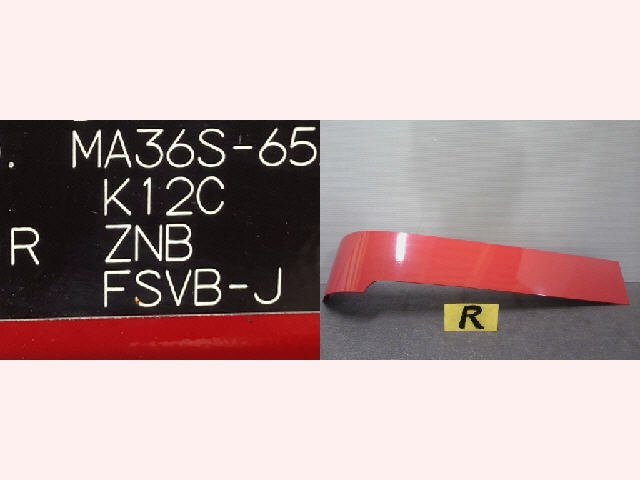 . MA36S-65
K12C
R ZNB
FSVB-J
R